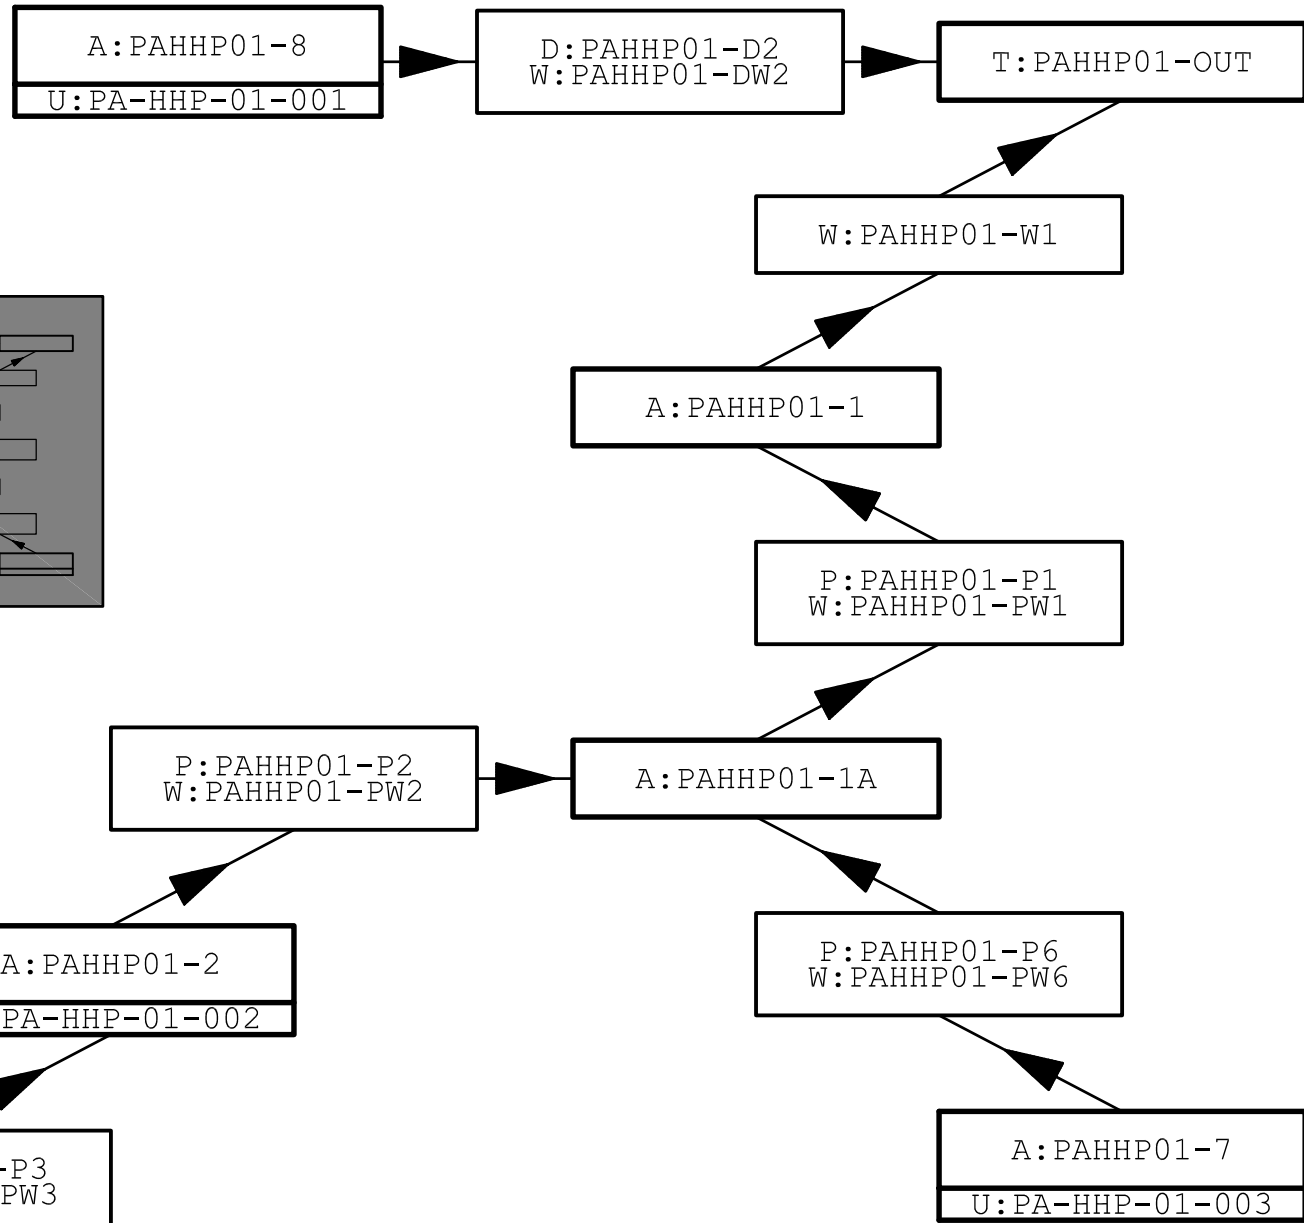 A:PAHHP01-8
U:PA-HHP-01-001
D:PAHHP01-D2
W:PAHHP01-DW2
T:PAHHP01-OUT
W:PAHHP01-W1
A:PAHHP01-1
P:PAHHP01-P1
W:PAHHP01-PW1
P:PAHHP01-P2
W:PAHHP01-PW2
A:PAHHP01-1A
A:PAHHP01-2
PA-HHP-01-002
P:PAHHP01-P6
W:PAHHP01-PW6
-P3
PW3
A:PAHHP01-7
U:PA-HHP-01-003